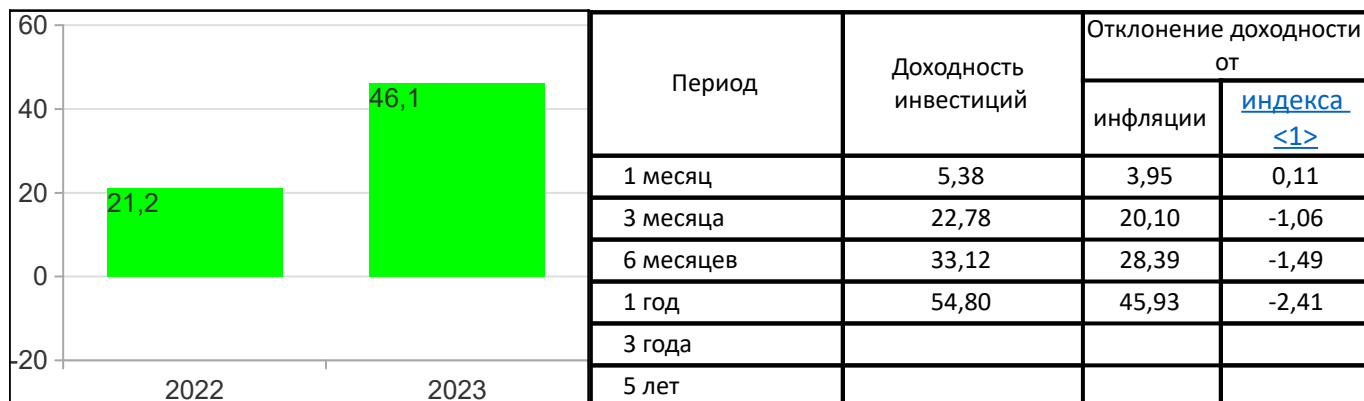 60
40
20
0
-20
21,2
46,1
2022
2023
Период
Доходность
инвестиций
Отклонение доходности
от
инфляции
индекса
<1>
1 месяц 5,38 3,95 0,11
3 месяца 22,78 20,10 -1,06
6 месяцев 33,12 28,39 -1,49
1 год 54,80 45,93 -2,41
3 года
5 лет